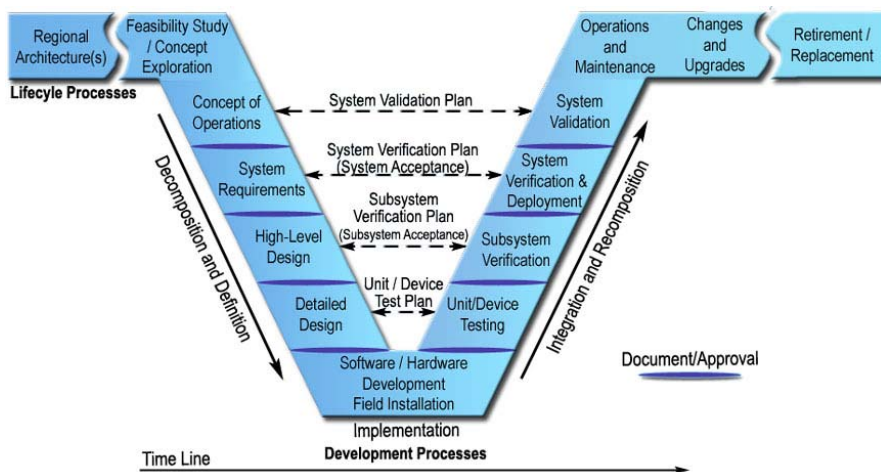 Regional
Architecture(s)
Feasibility Study
/ Concept
Exploration
Operations
and
Maintenance
Changes
and
Upgrades
Retirement /
Replacement
Lifecyle Processes
Concept of
Operations
System Validation Plan
System
Validation
System
Requirements
System Verification Plan
(System Acceptance)
System
Verification &
Deployment
High-Level
Design
Subsystem
Verification Plan
(Subsystem Acceptance)
Subsystem
Verification
Detailed
Design
Unit / Device
Test Plan
Unit/Device
Testing
Decomposition and Definition
Integration and Recomposition
Software / Hardware
Development
Field Installation
Document/Approval
Implementation
Development Processes
Time Line